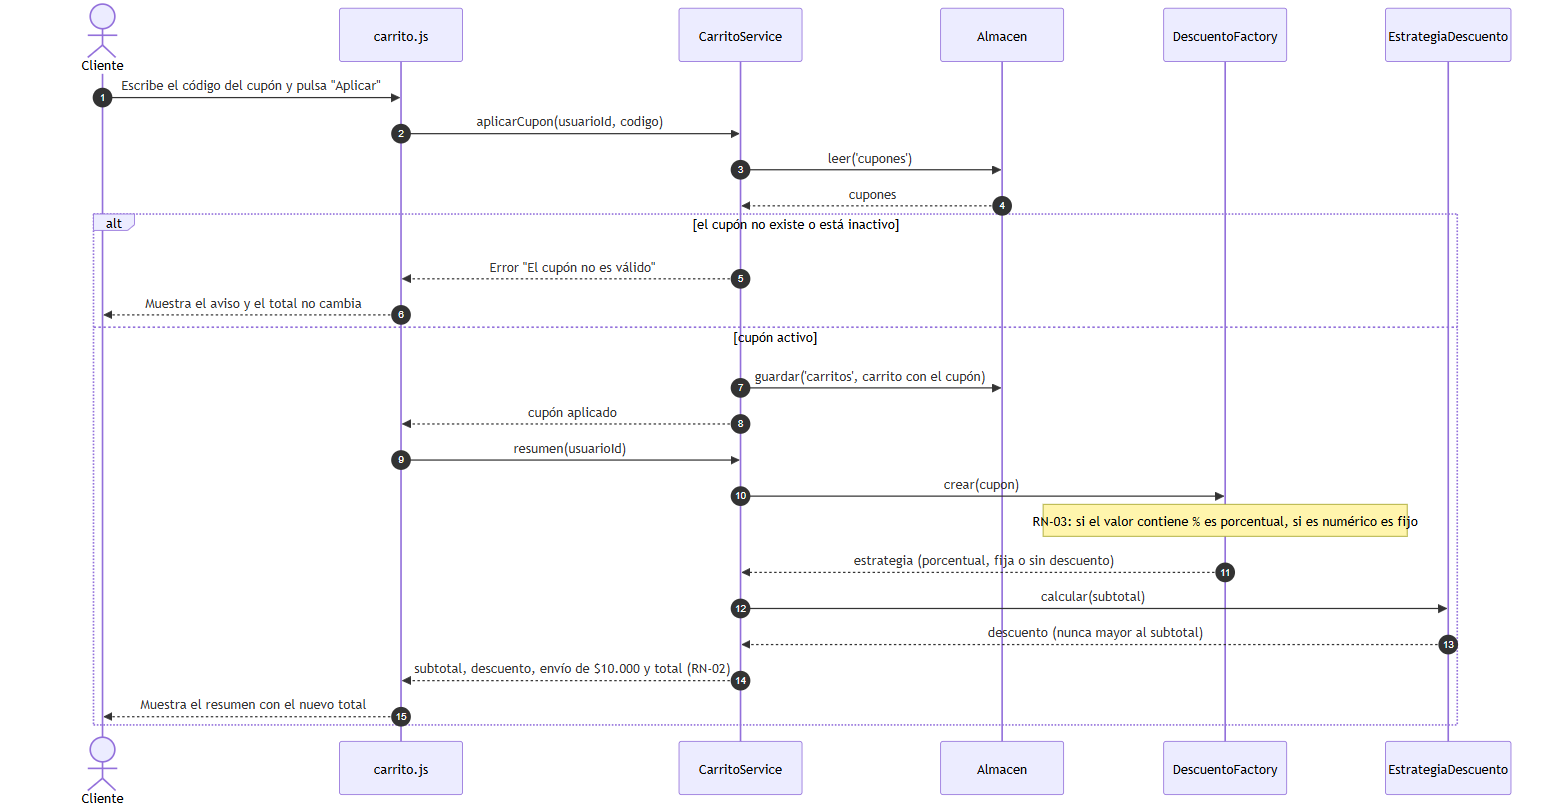 Cliente
carrito.js
CarritoService
Almacen
DescuentoFactory
EstrategiaDescuento
Escribe el código del cupón y pulsa "Aplicar"
1
aplicarCupon(usuarioId, codigo)
2
leer('cupones')
3
cupones
4
alt
[el cupón no existe o está inactivo]
Error "El cupón no es válido"
5
Muestra el aviso y el total no cambia
6
[cupón activo]
guardar('carritos', carrito con el cupón)
7
cupón aplicado
8
resumen(usuarioId)
9
crear(cupon)
10
RN-03: si el valor contiene % es porcentual, si es numérico es fijo
estrategia (porcentual, fija o sin descuento)
11
calcular(subtotal)
12
descuento (nunca mayor al subtotal)
13
subtotal, descuento, envío de $10.000 y total (RN-02)
14
Muestra el resumen con el nuevo total
15
Cliente
carrito.js
CarritoService
Almacen
DescuentoFactory
EstrategiaDescuento